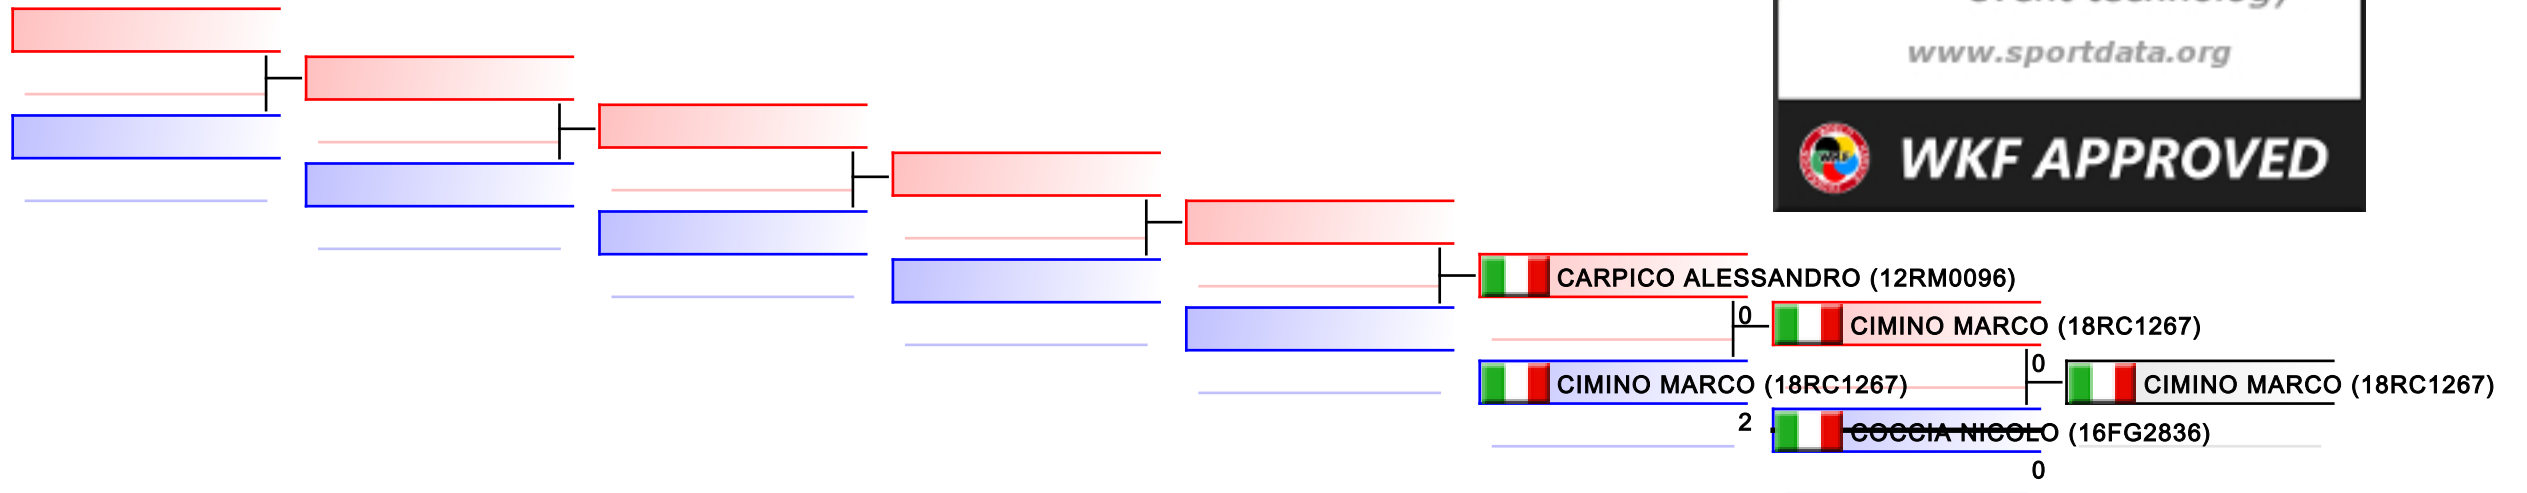 www.sportdata.org
WKF APPROVED
CARPICO ALESSANDRO (12RM0096)
0
CIMINO MARCO (18RC1267)
0
CIMINO MARCO (18RC1267)
CIMINO MARCO (18RC1267)
2
COCCIA NICOLO (16FG2836)
0